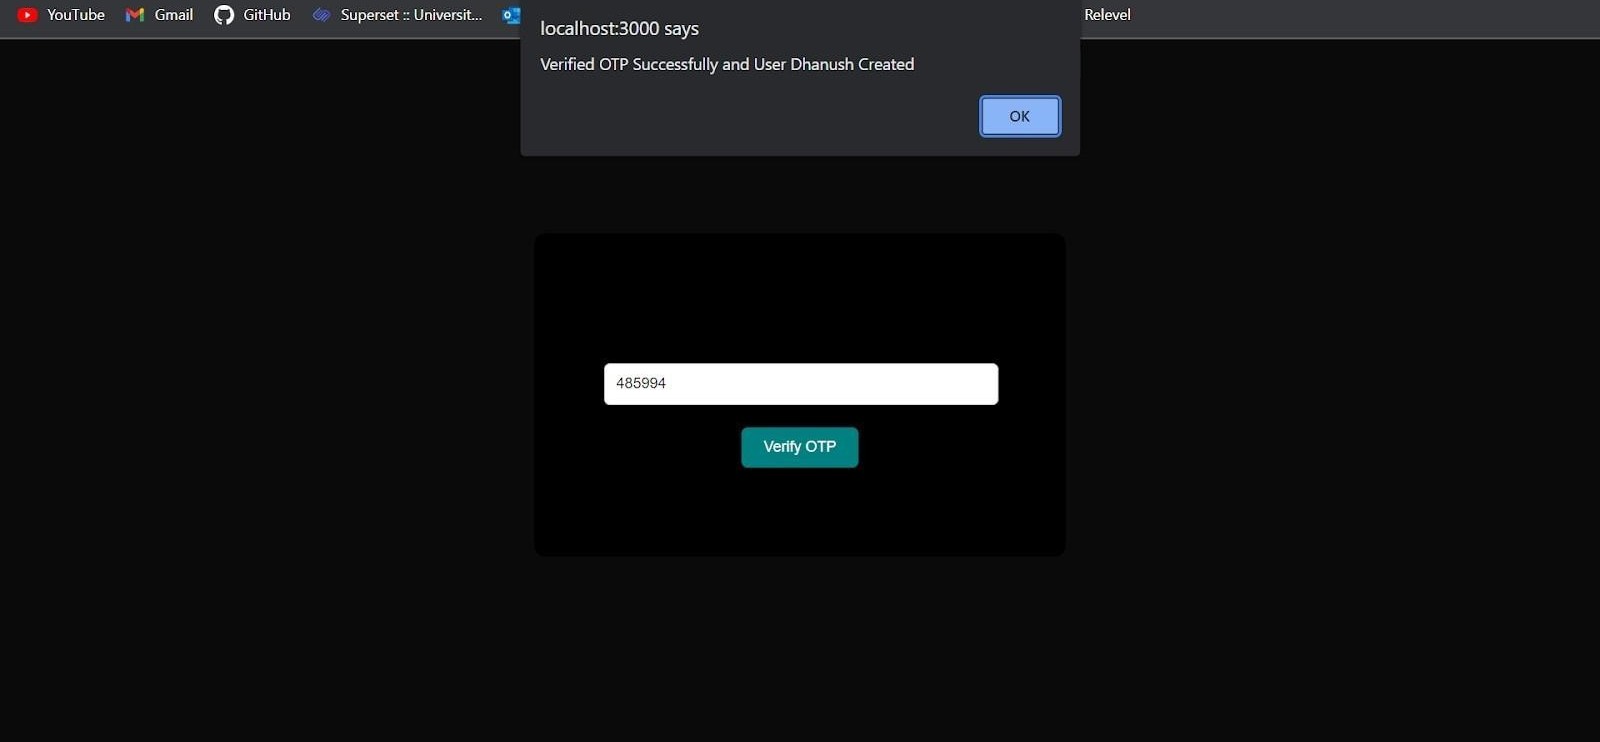 YouTube Gmail GitHub Superset :: Universit... Relevel
localhost:3000 says
Verified OTP Successfully and User Dhanush Created
OK
485994
Verify OTP